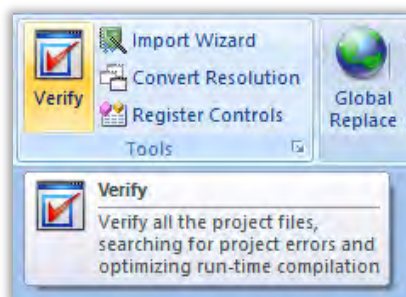 Verify
Import Wizard
Convert Resolution
Register Controls
Tools
Global
Replace
Verify
Verify all the project files,
searching for project errors and
optimizing run-time compilation